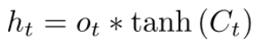 h_t = o_t * tanh (C_t)